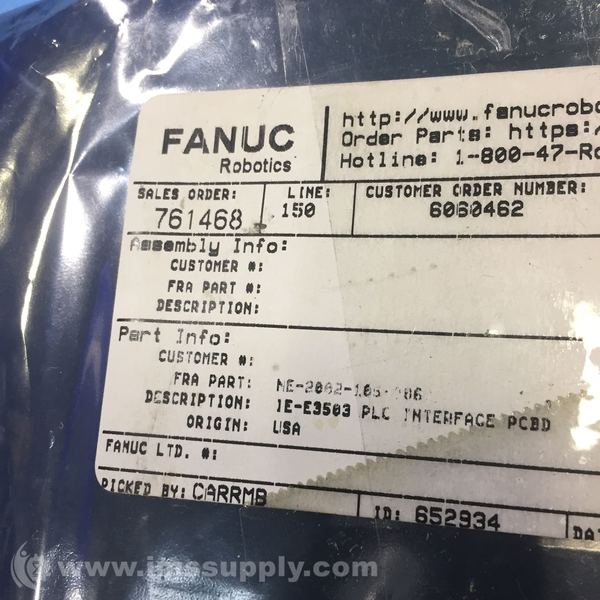 FANUC
Robotics
http://www.fanucrobo
Order Parts: https:/
Hotline: 1-800-47-Ro
SALES ORDER: LINE: CUSTOMER ORDER NUMBER:
761468 150 6060462
Assembly Info:
CUSTOMER #:
FRA PART #:
DESCRIPTION:
Part Info:
CUSTOMER #:
FRA PART:
DESCRIPTION: IE-E3503 PLC INTERFACE PCBD
ORIGIN: USA
FANUC LTD. #:
PICKED BY: CARRMB
ID: 652934
DA
www.imssupply.com